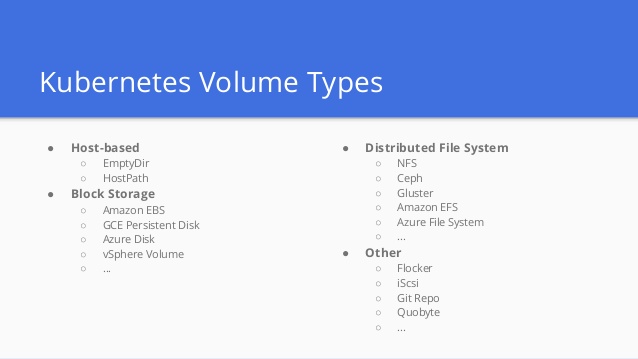 Kubernetes Volume Types
● Host-based
○ EmptyDir
○ HostPath
● Block Storage
○ Amazon EBS
○ GCE Persistent Disk
○ Azure Disk
○ vSphere Volume
○ ...
● Distributed File System
○ NFS
○ Ceph
○ Gluster
○ Amazon EFS
○ Azure File System
○ ...
● Other
○ Flocker
○ iScsi
○ Git Repo
○ Quobyte
○ ...